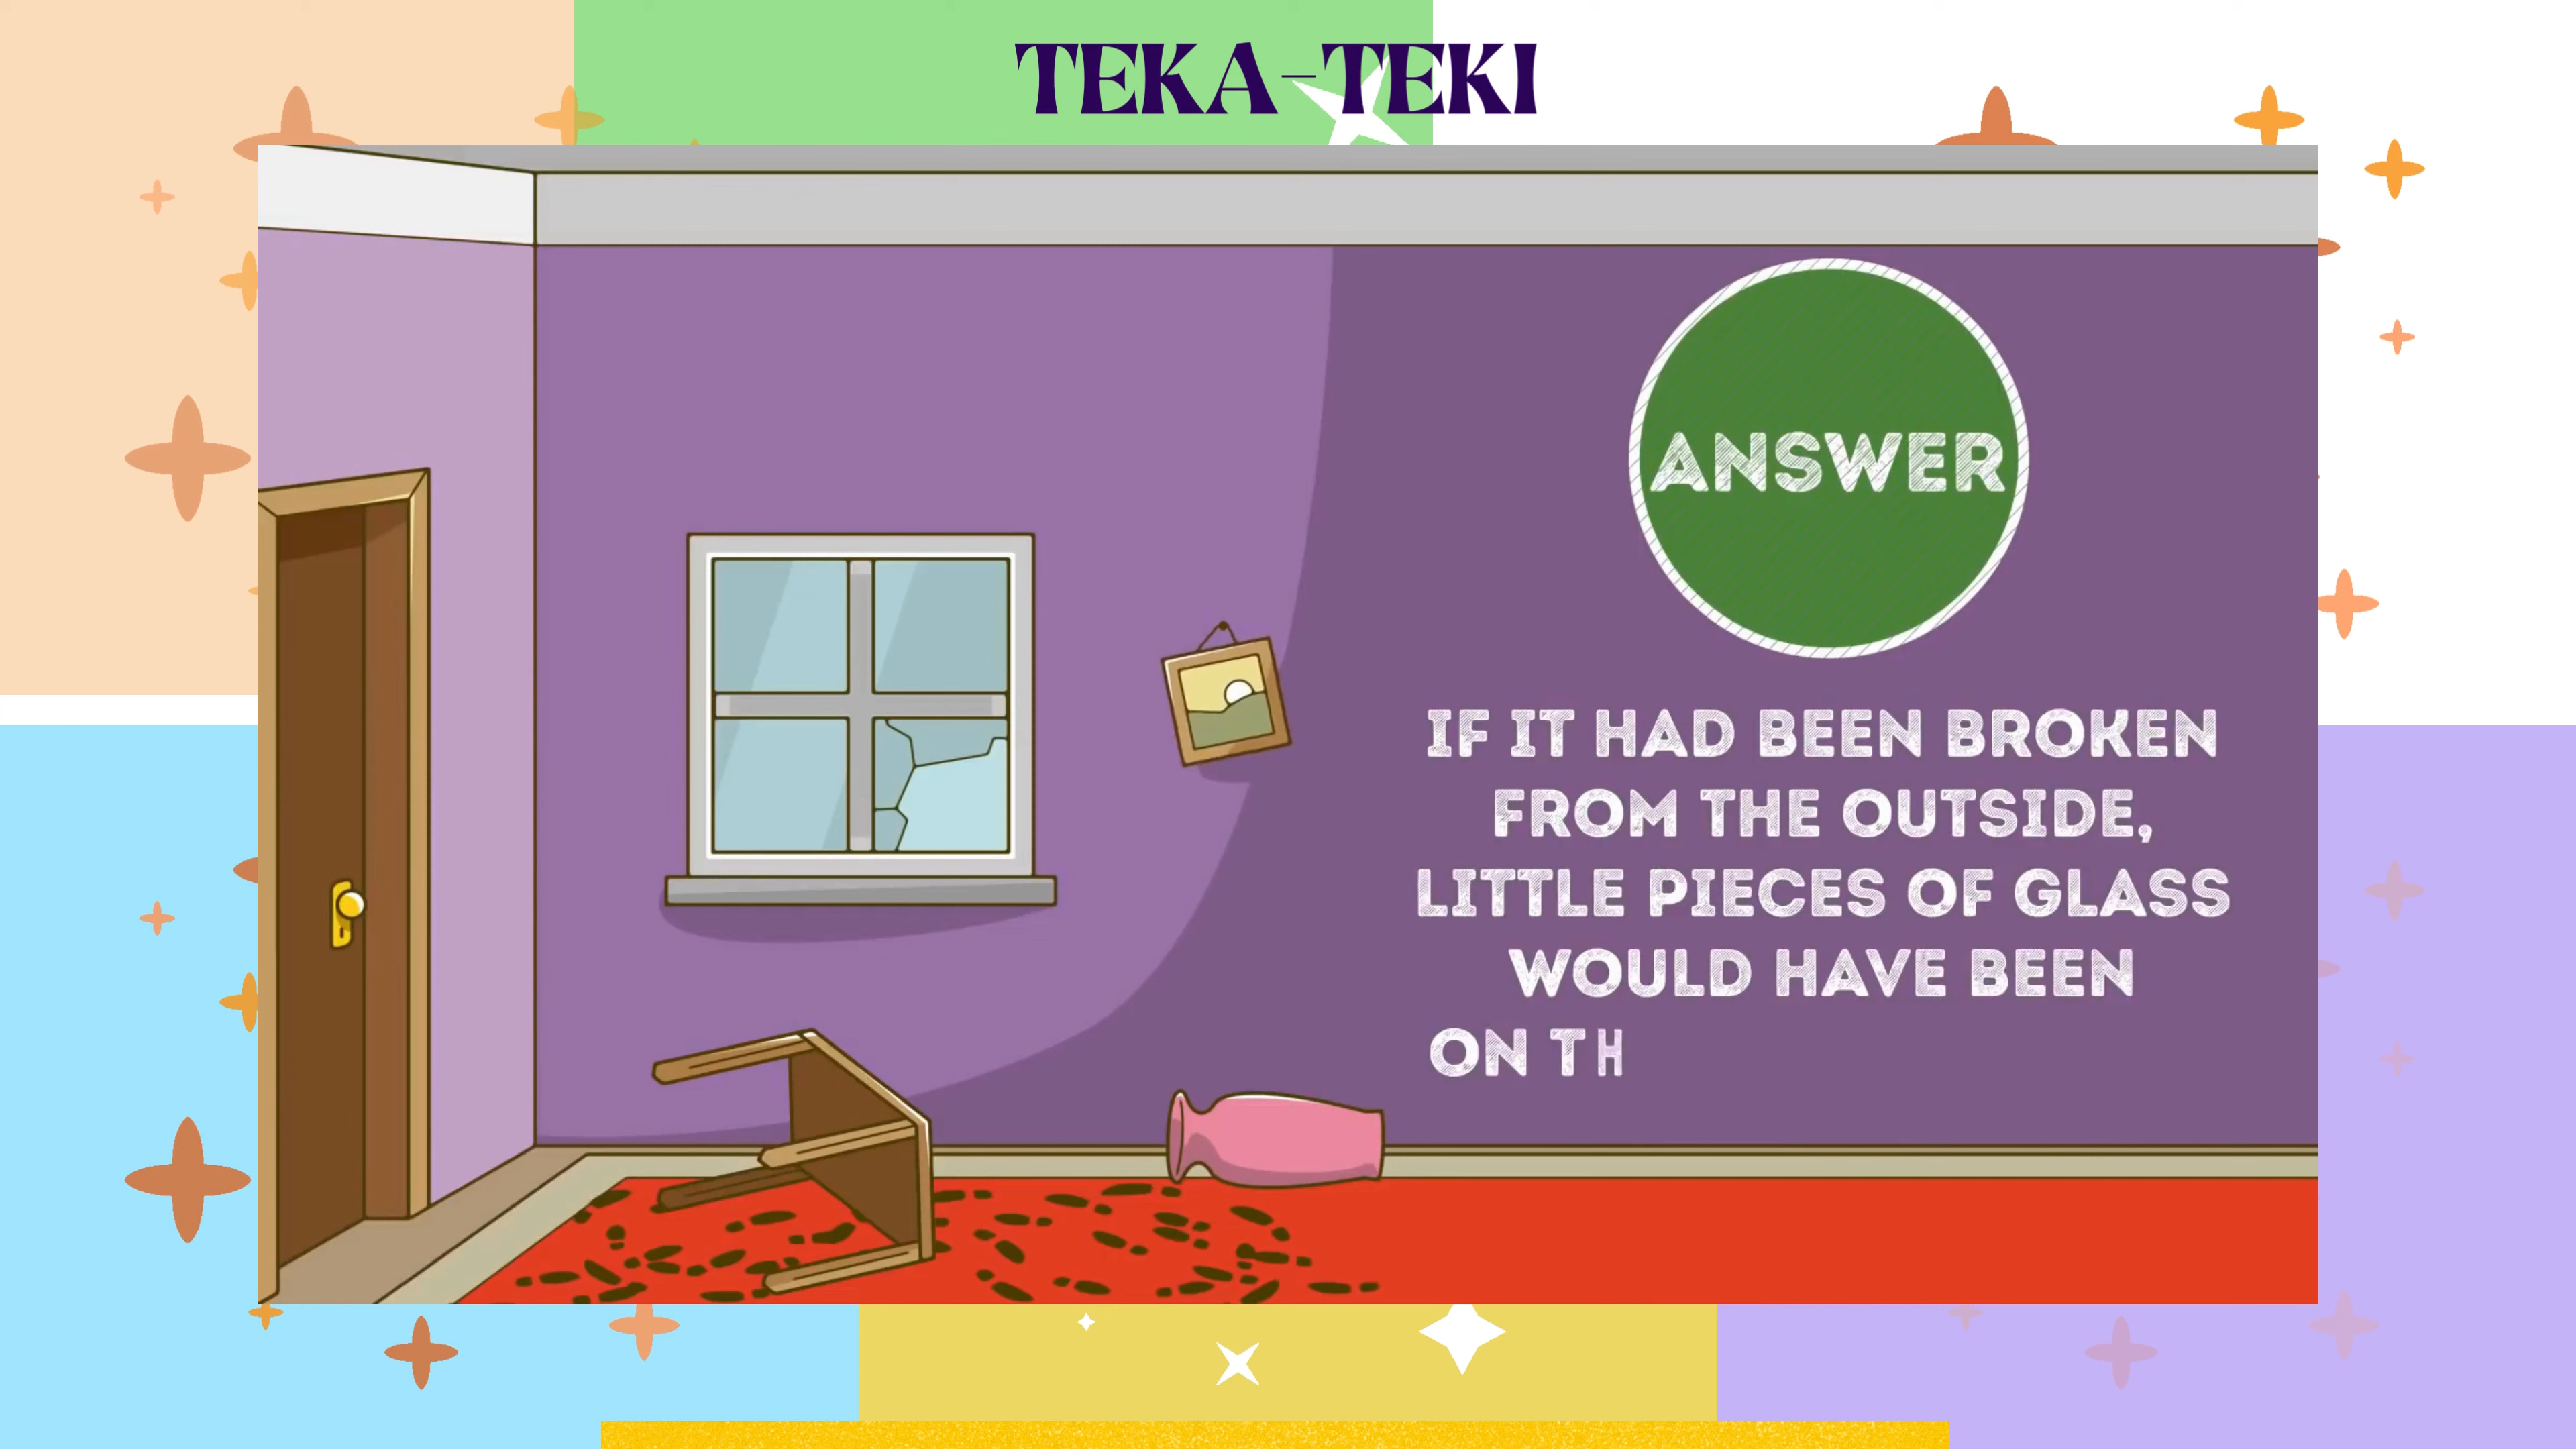 TEKA-TEKI
ANSWER
IF IT HAD BEEN BROKEN
FROM THE OUTSIDE,
LITTLE PIECES OF GLASS
WOULD HAVE BEEN
ON TH